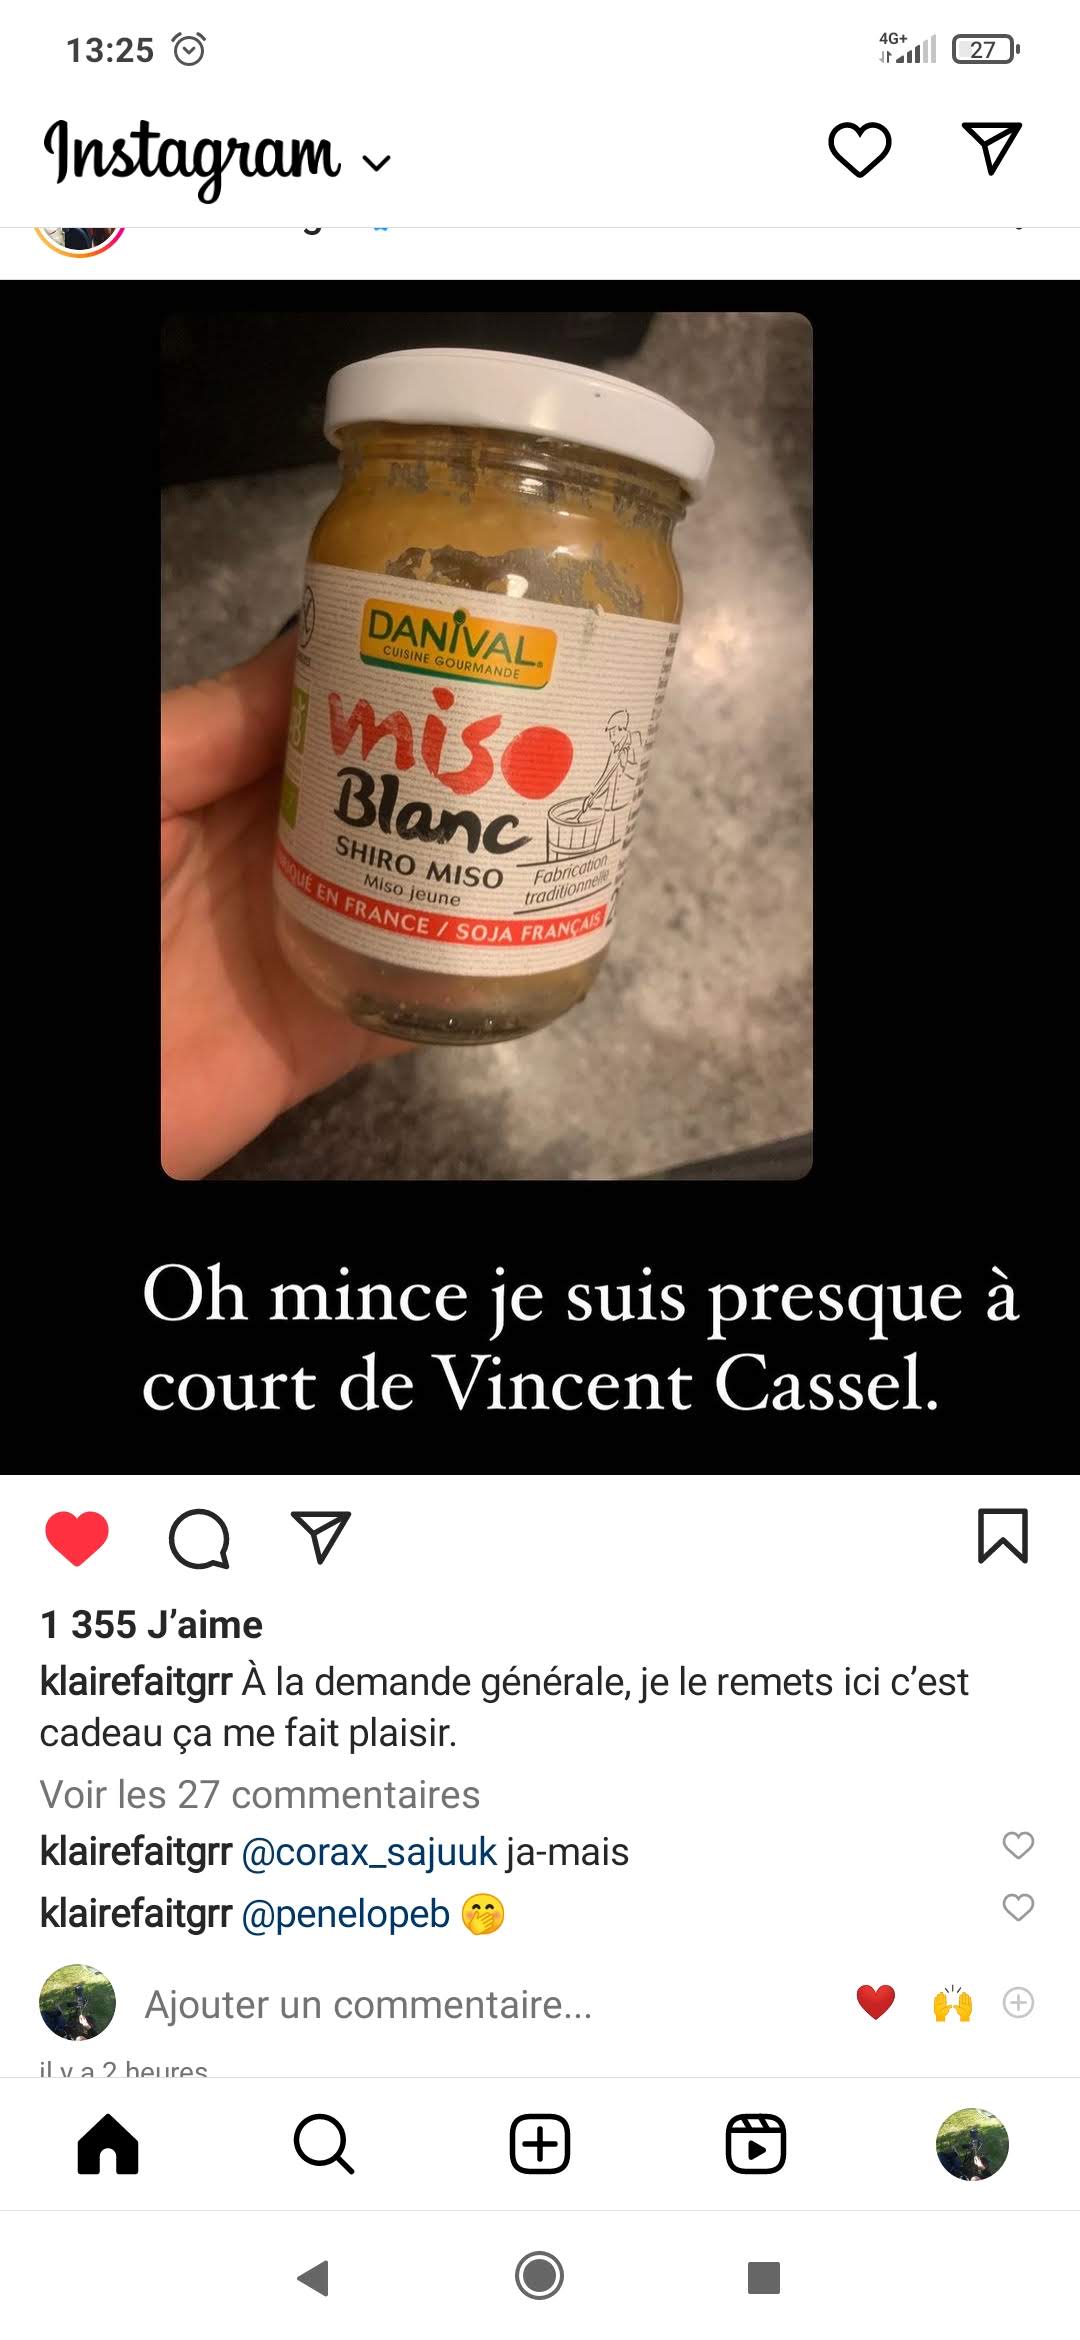 13:25
4G+
27
Instagram
DANIVAL
CUISINE GOURMANDE
miso
Blanc
SHIRO MISO
Miso jeune
Fabrication
traditionnelle
EN FRANCE / SOJA FRANÇAIS
Oh mince je suis presque à
court de Vincent Cassel.
1 355 J’aime
klairefaitgrr À la demande générale, je le remets ici c’est
cadeau ça me fait plaisir.
Voir les 27 commentaires
klairefaitgrr @corax_sajuuk ja-mais
klairefaitgrr @penelopeb 🤭
Ajouter un commentaire...
il y a 2 heures